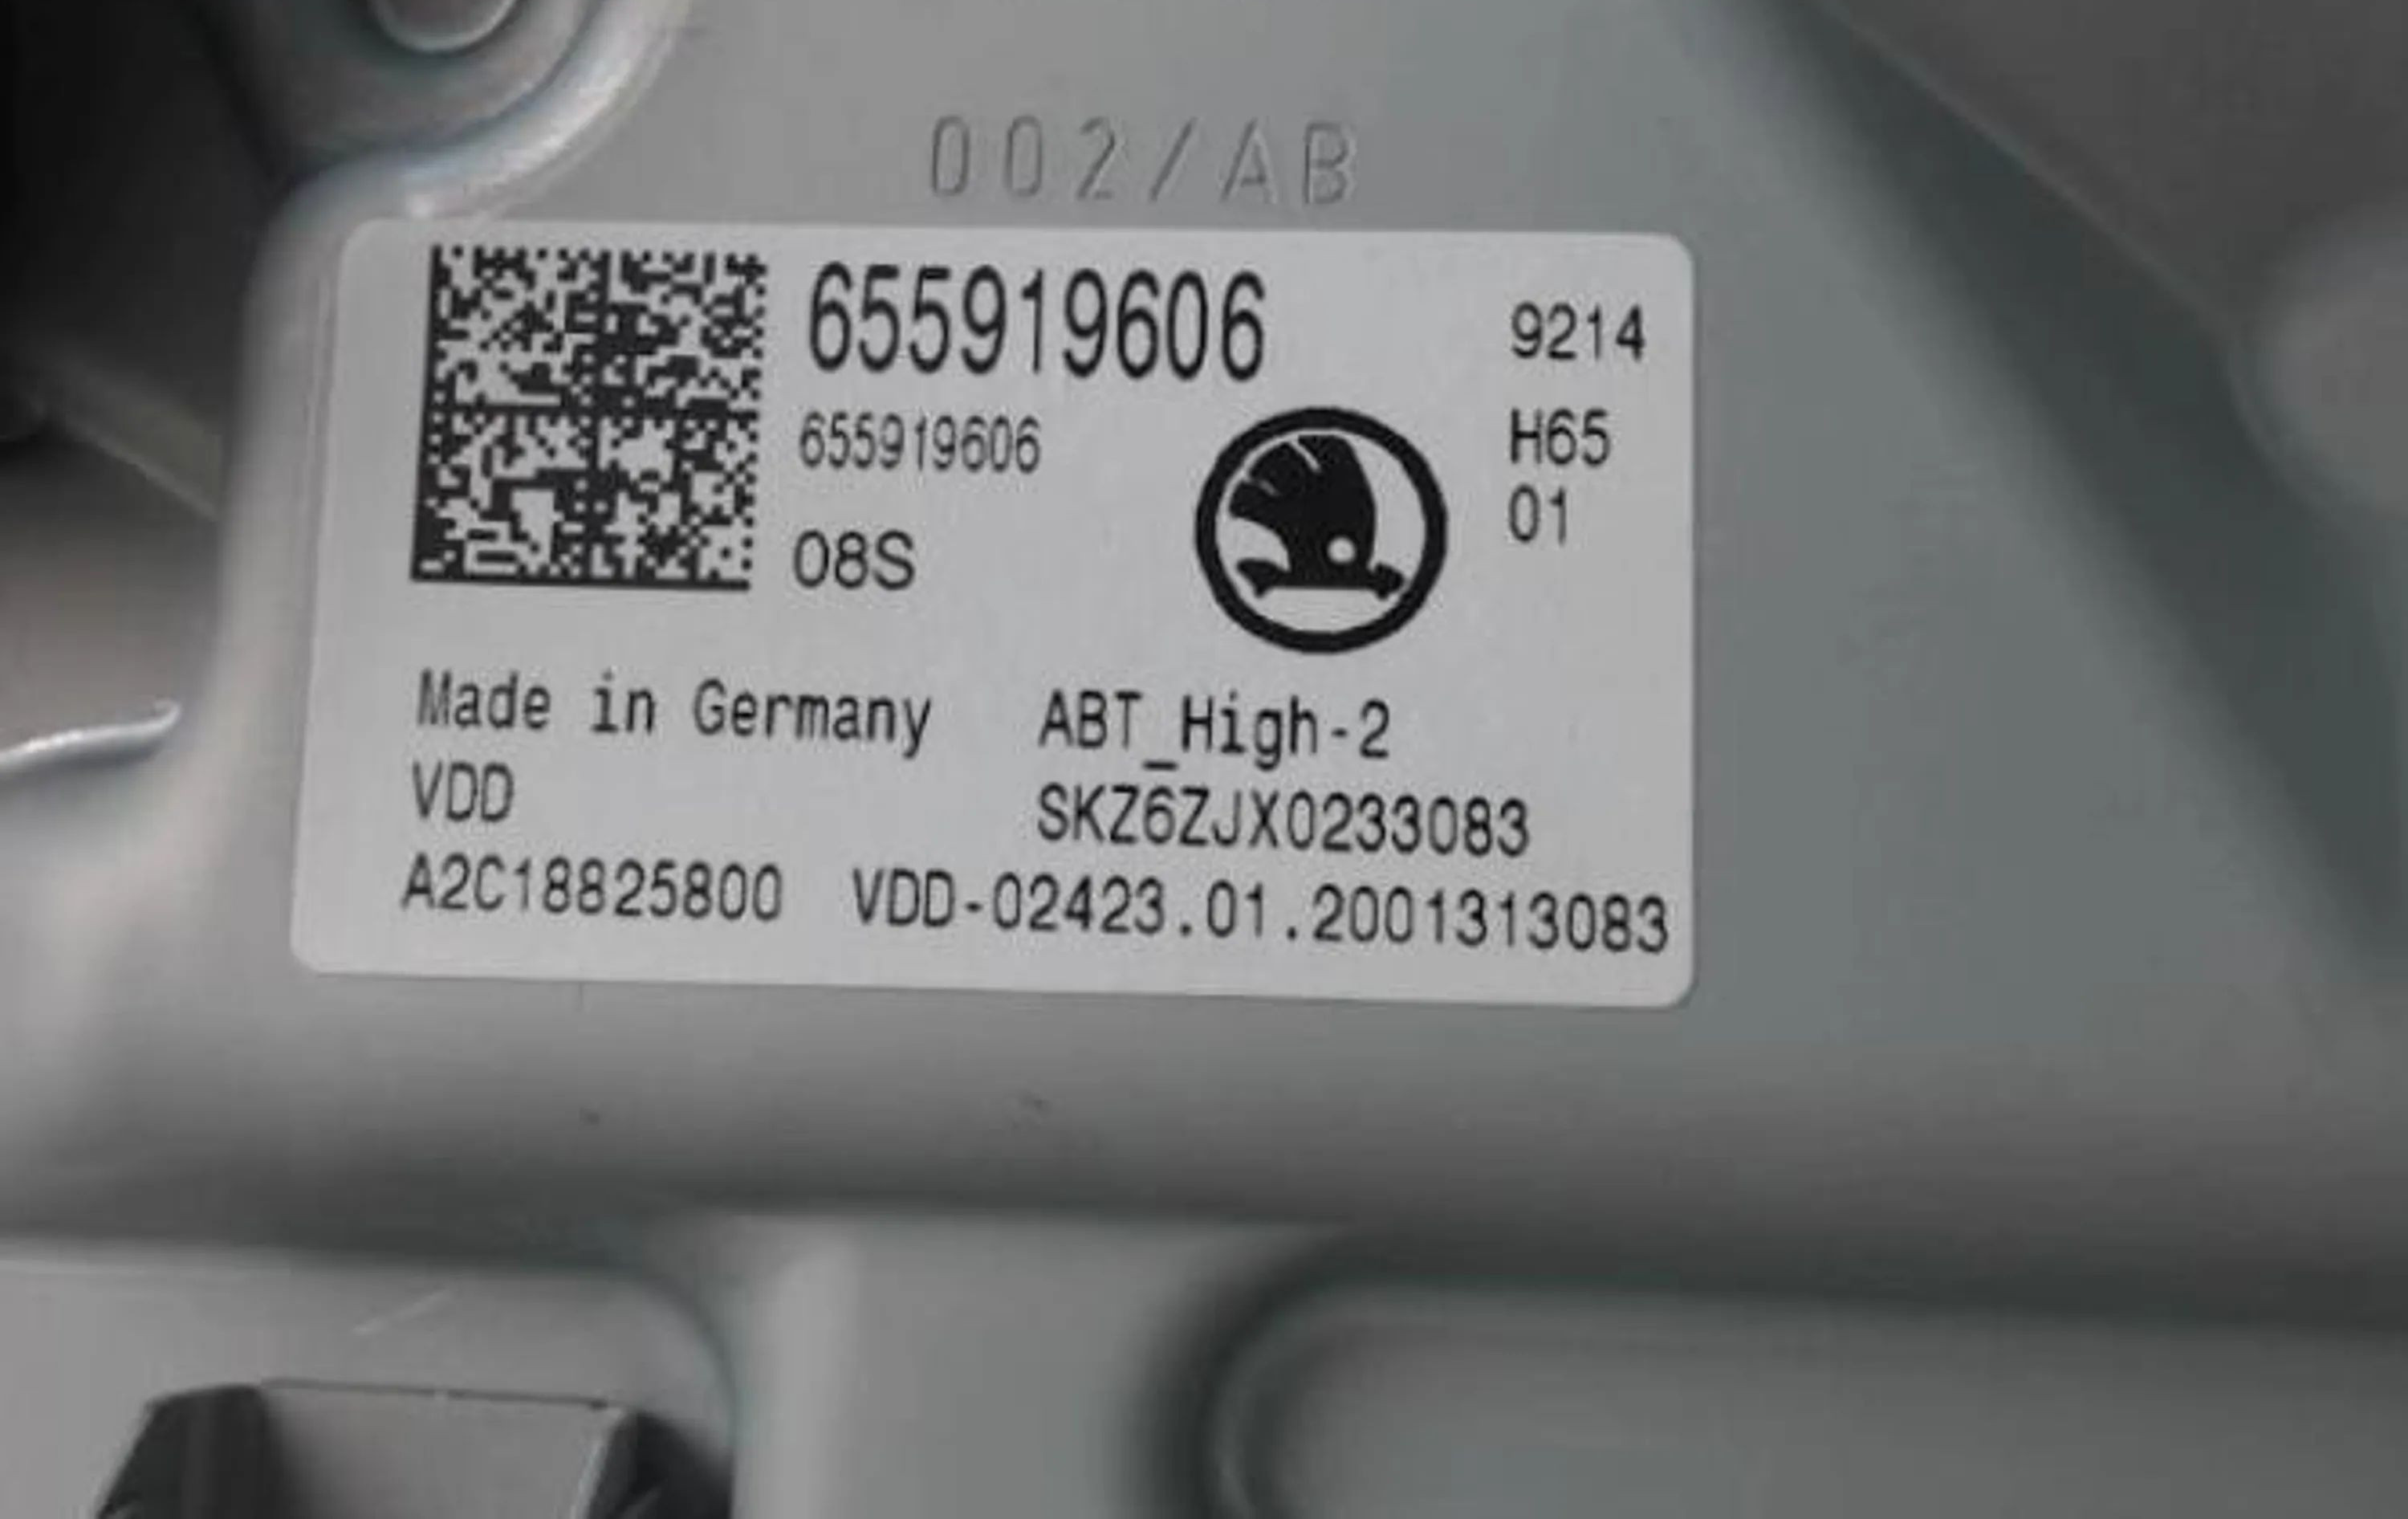 002/AB
655919606
9214
655919606
H65
01
08S
Made in Germany
ABT_High-2
VDD
SKZ6ZJX0233083
A2C18825800
VDD-02423.01.2001313083